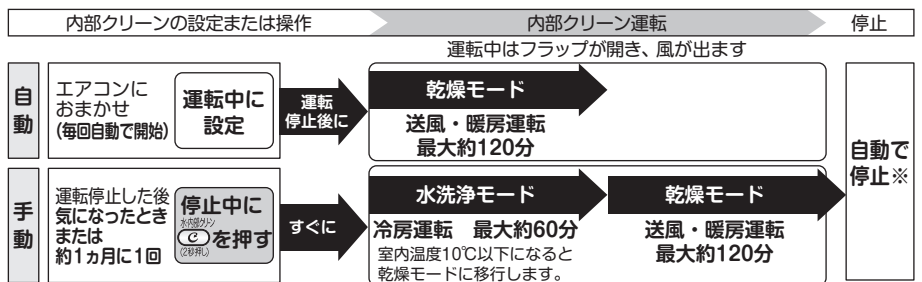 内部クリーンの設定または操作
内部クリーン運転
停止
運転中はフラップが開き、風が出ます
自動
エアコンに
おまかせ
(毎回自動で開始)
運転中に
設定
運転
停止後に
乾燥モード
送風・暖房運転
最大約120分
手動
運転停止した後
気になったとき
または
約1ヵ月に1回
停止中に
水内部クリーン
を押す
(2秒押し)
すぐに
水洗浄モード
冷房運転 最大約60分
室内温度10℃以下になると
乾燥モードに移行します。
乾燥モード
送風・暖房運転
最大約120分
自動で
停止※